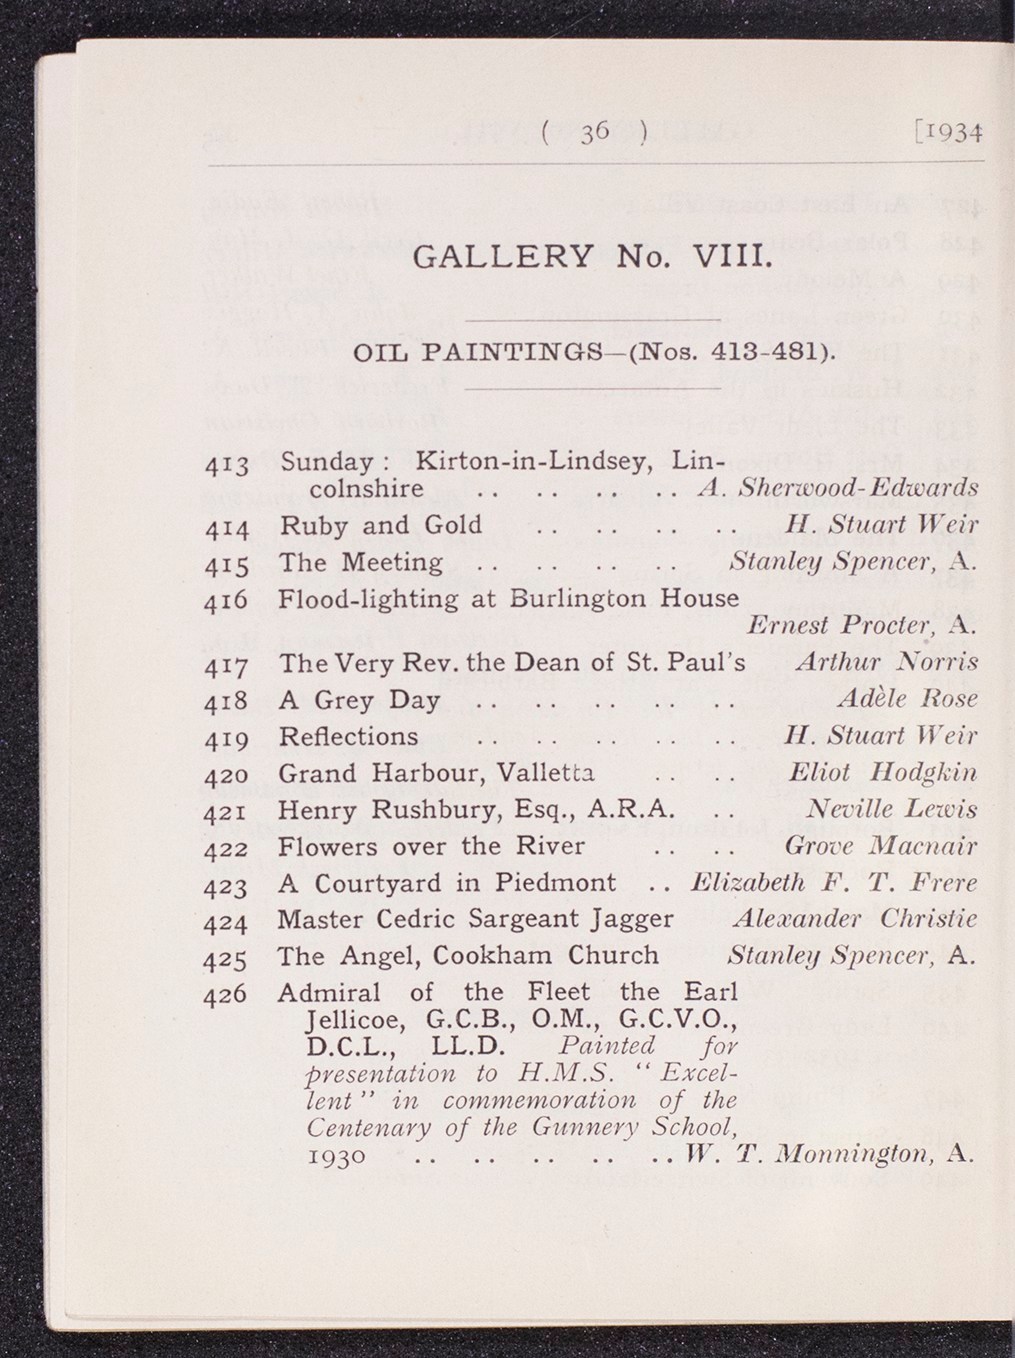 ( 36 ) [1934
GALLERY No. VIII.
OIL PAINTINGS—(Nos. 413-481).
413 Sunday : Kirton-in-Lindsey, Lin-
colnshire .. .. .. .. A. Sherwood-Edwards
414 Ruby and Gold .. .. .. .. H. Stuart Weir
415 The Meeting .. .. .. .. Stanley Spencer, A.
416 Flood-lighting at Burlington House
Ernest Procter, A.
417 The Very Rev. the Dean of St. Paul's Arthur Norris
418 A Grey Day .. .. .. .. .. Adèle Rose
419 Reflections .. .. .. .. .. H. Stuart Weir
420 Grand Harbour, Valletta .. .. Eliot Hodgkin
421 Henry Rushbury, Esq., A.R.A. .. Neville Lewis
422 Flowers over the River .. .. Grove Macnair
423 A Courtyard in Piedmont .. Elizabeth F. T. Frere
424 Master Cedric Sargeant Jagger Alexander Christie
425 The Angel, Cookham Church Stanley Spencer, A.
426 Admiral of the Fleet the Earl
Jellicoe, G.C.B., O.M., G.C.V.O.,
D.C.L., LL.D. Painted for
presentation to H.M.S. “ Excel-
lent ” in commemoration of the
Centenary of the Gunnery School,
1930 .. .. .. .. .. W. T. Monnington, A.